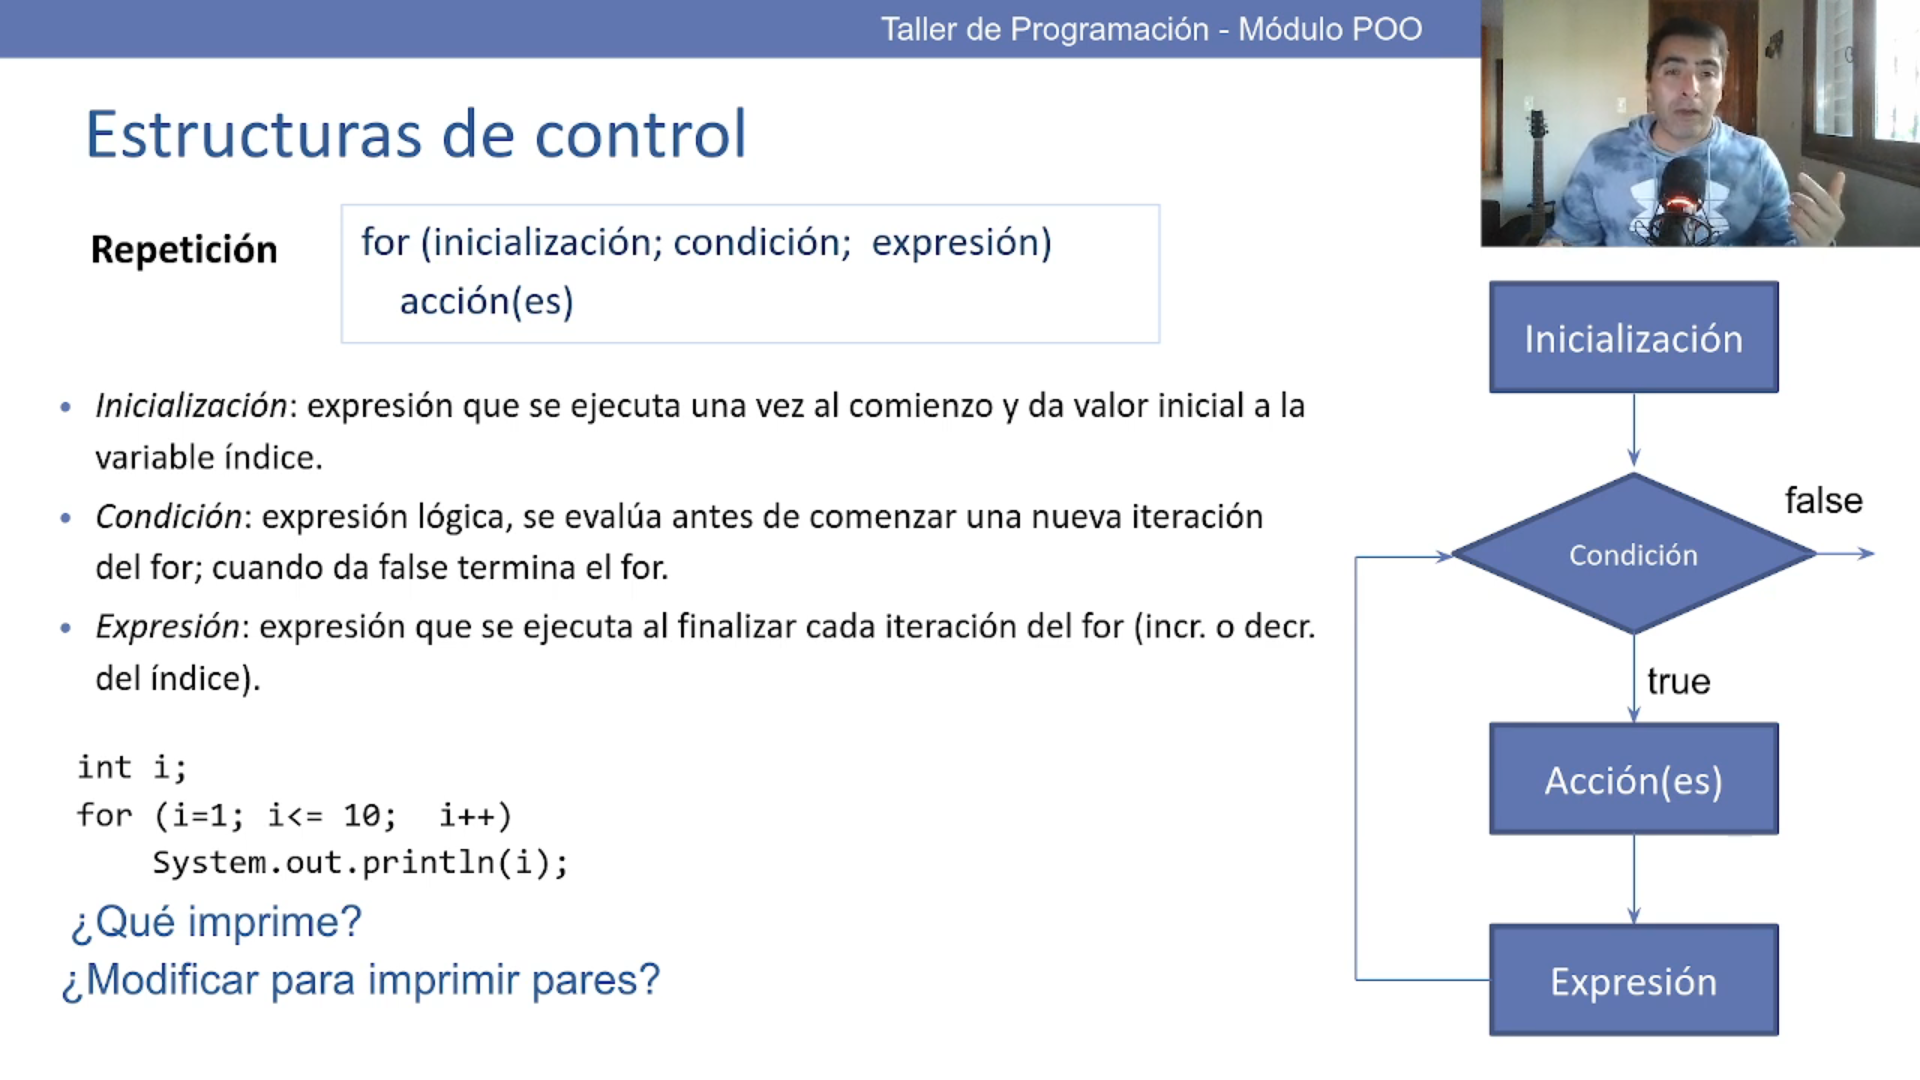 Taller de Programación - Módulo POO
Estructuras de control
Repetición
for (inicialización; condición;  expresión)
acción(es)
• Inicialización: expresión que se ejecuta una vez al comienzo y da valor inicial a la
variable índice.
• Condición: expresión lógica, se evalúa antes de comenzar una nueva iteración
del for; cuando da false termina el for.
• Expresión: expresión que se ejecuta al finalizar cada iteración del for (incr. o decr.
del índice).
int i;
for (i=1; i<= 10;  i++)
    System.out.println(i);
¿Qué imprime?
¿Modificar para imprimir pares?
Inicialización
Condición
false
true
Acción(es)
Expresión